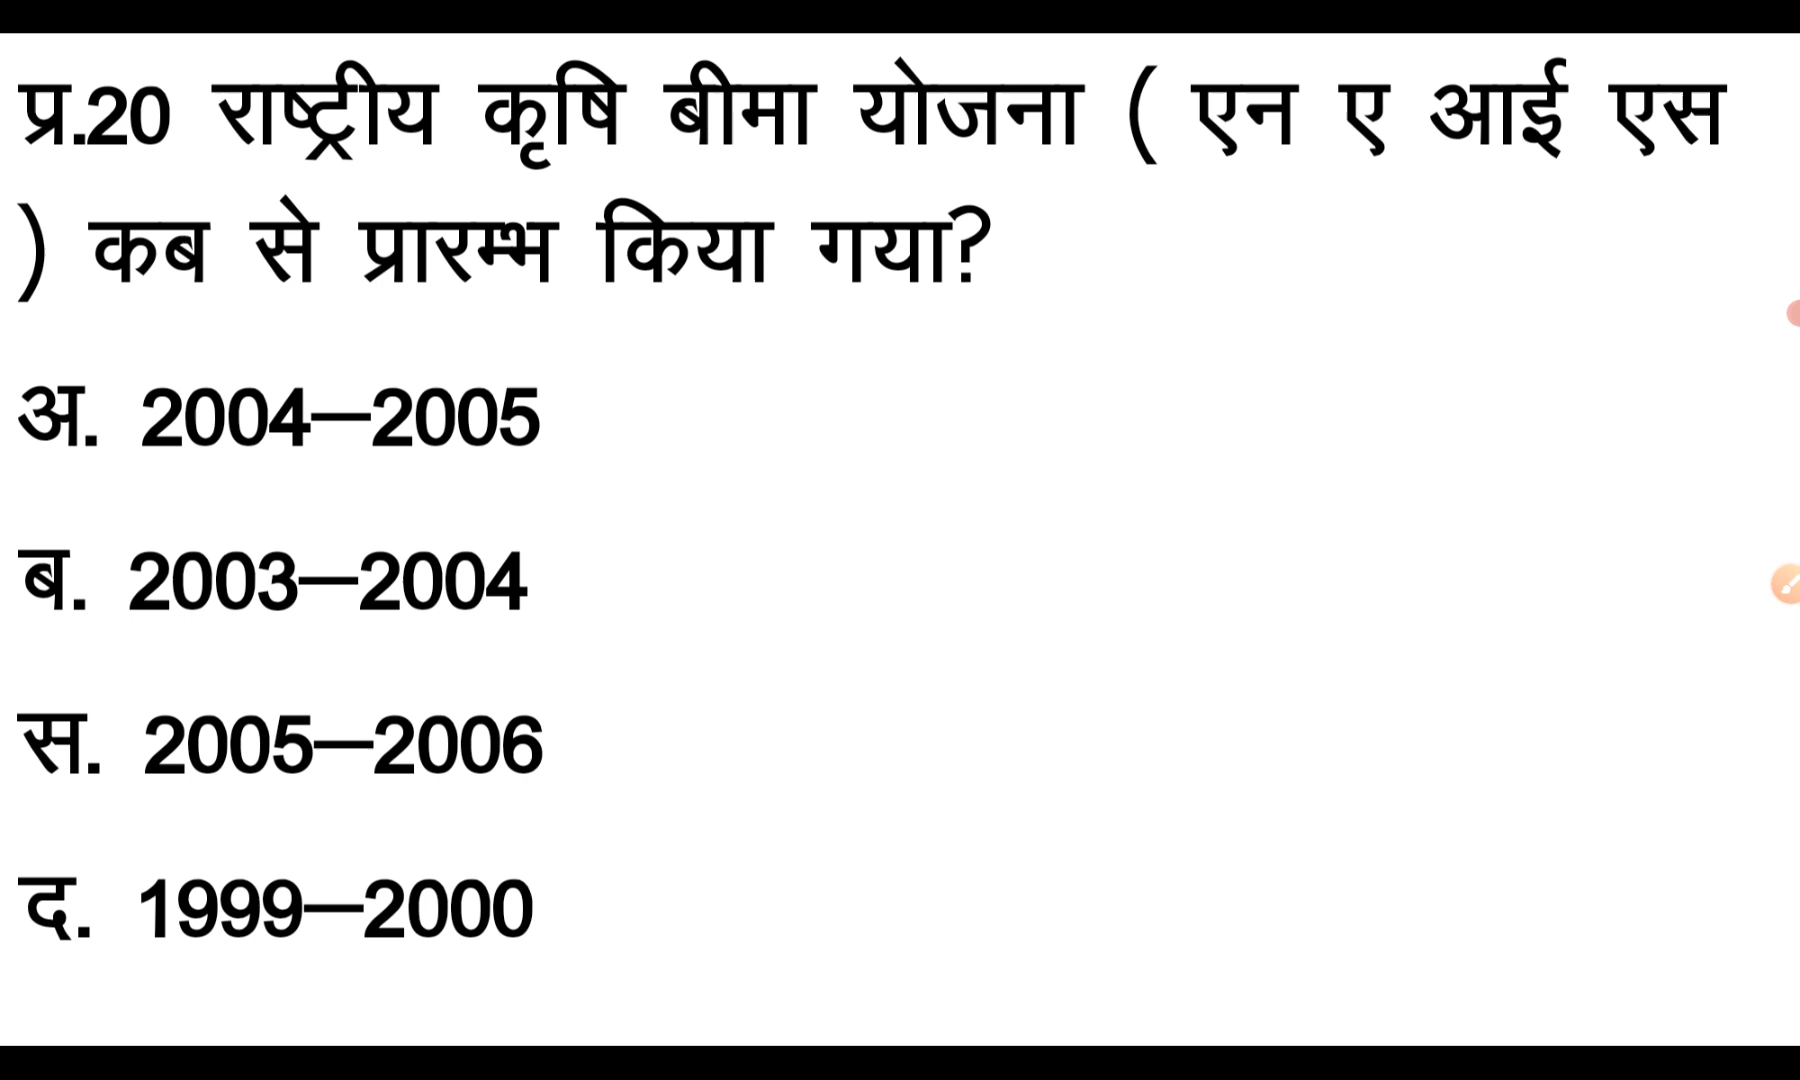 प्र.20 राष्ट्रीय कृषि बीमा योजना ( एन ए आई एस
) कब से प्रारम्भ किया गया?
अ. 2004–2005
ब. 2003–2004
स. 2005–2006
द. 1999–2000